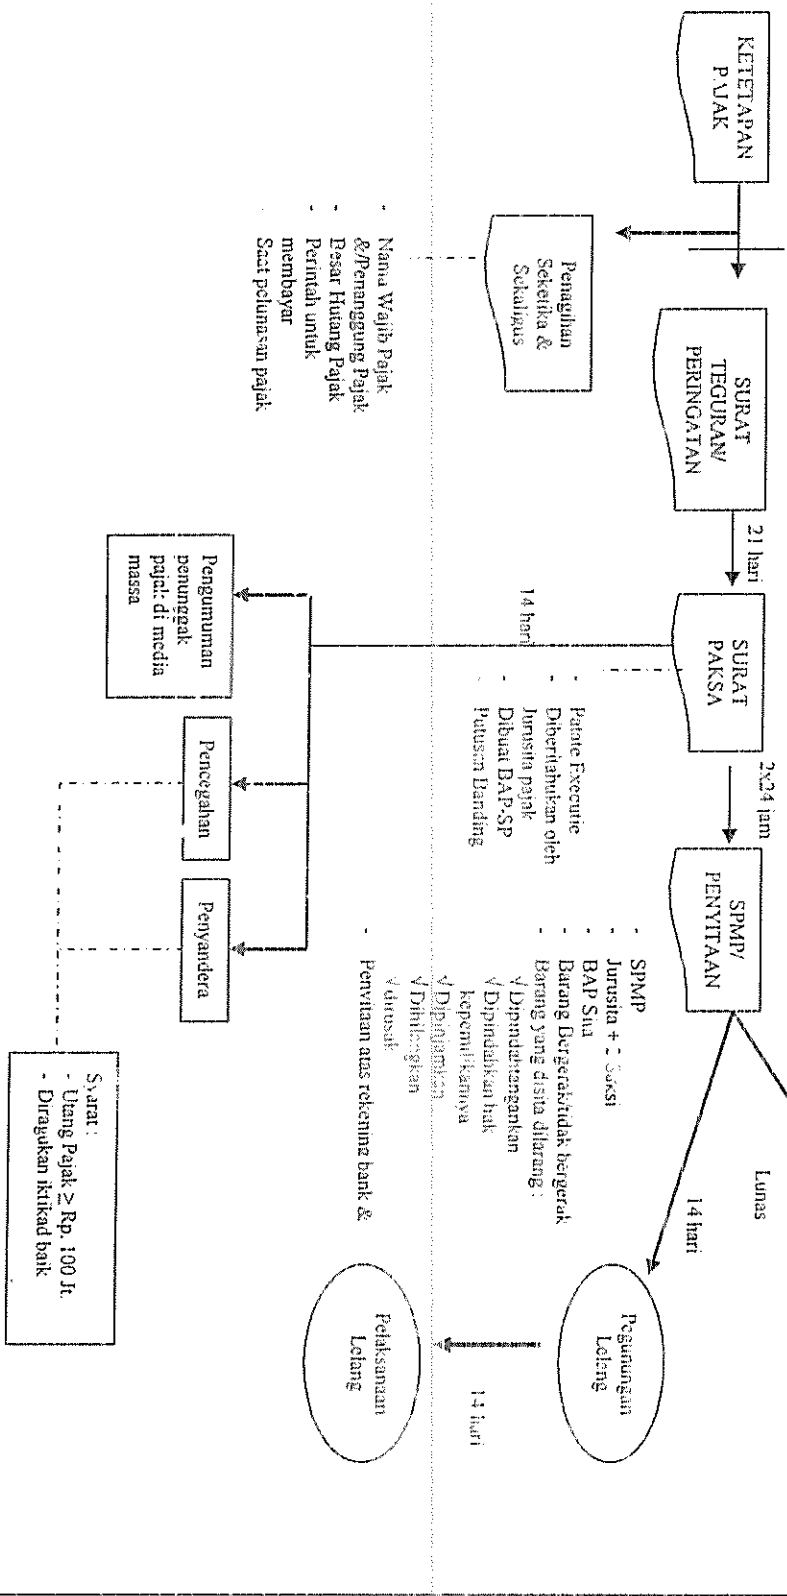 KETETAPAN
PAJAK
Penagihan
Seketika &
Sekaligus
- Nama Wajib Pajak
&/Penanggung Pajak
- Besar Hutang Pajak
- Perintah untuk
membayar
Saat pelunasan pajak
SURAT
TEGURAN/
PERINGATAN
21 hari
SURAT
PAKSA
14 hari
- Parate Executie
- Diberitahukan oleh
Jurusita pajak
- Dibuat BAP-SP
- Putusan Banding
Pengumuman
penunggak
pajak di media
massa
Pencegahan
Penyandera
Syarat :
- Utang Pajak ≥ Rp. 100 Jt.
- Diragukan iktikad baik
2x24 jam
SPMP/
PENYITAAN
- SPMP
- Jurusita + 2 Saksi
- BAP Sita
- Barang Bergerak/tidak bergerak
- Barang yang disita dilarang :
√ Dipindahtangankan
√ Dipindahkan hak
kepemilikannya
√ Dipinjamkan
√ Dihilangkan
√ dirusak
- Penyitaan atas rekening bank &
Lunas
14 hari
Pegunungan
Lelang
14 hari
Pelaksanaan
Lelang